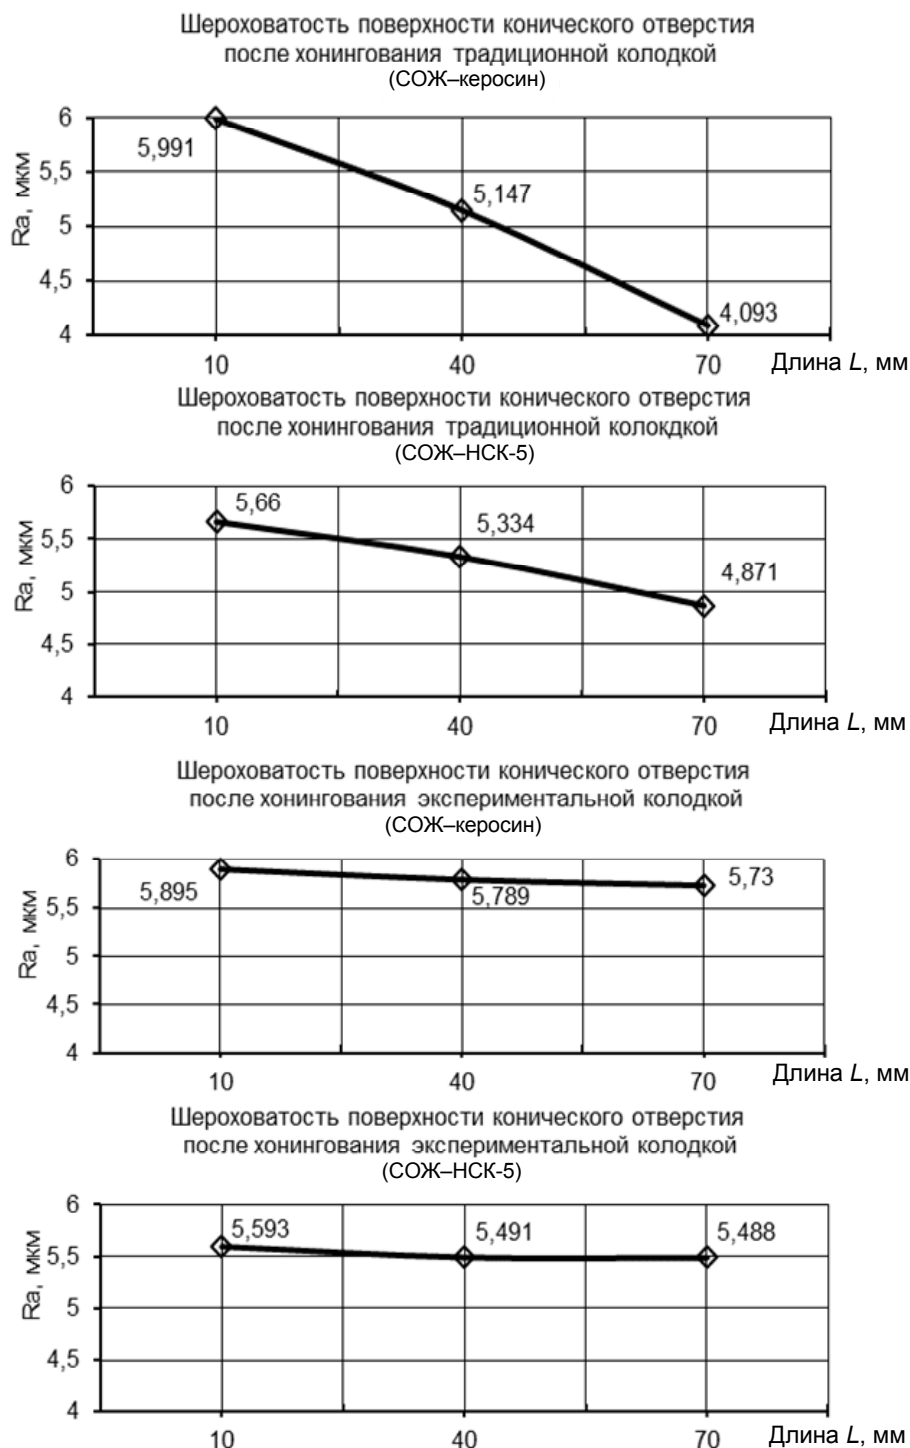 Шероховатость поверхности конического отверстия
после хонингования традиционной колодкой
(СОЖ–керосин)
Ra, мкм
6
5,5
5
4,5
4
5,991
5,147
4,093
10 40 70 Длина L, мм
Шероховатость поверхности конического отверстия
после хонингования традиционной колокдкой
(СОЖ–НСК-5)
Ra, мкм
6
5,5
5
4,5
4
5,66
5,334
4,871
10 40 70 Длина L, мм
Шероховатость поверхности конического отверстия
после хонингования экспериментальной колодкой
(СОЖ–керосин)
Ra, мкм
6
5,5
5
4,5
4
5,895
5,789
5,73
10 40 70 Длина L, мм
Шероховатость поверхности конического отверстия
после хонингования экспериментальной колодкой
(СОЖ–НСК-5)
Ra, мкм
6
5,5
5
4,5
4
5,593
5,491
5,488
10 40 70 Длина L, мм